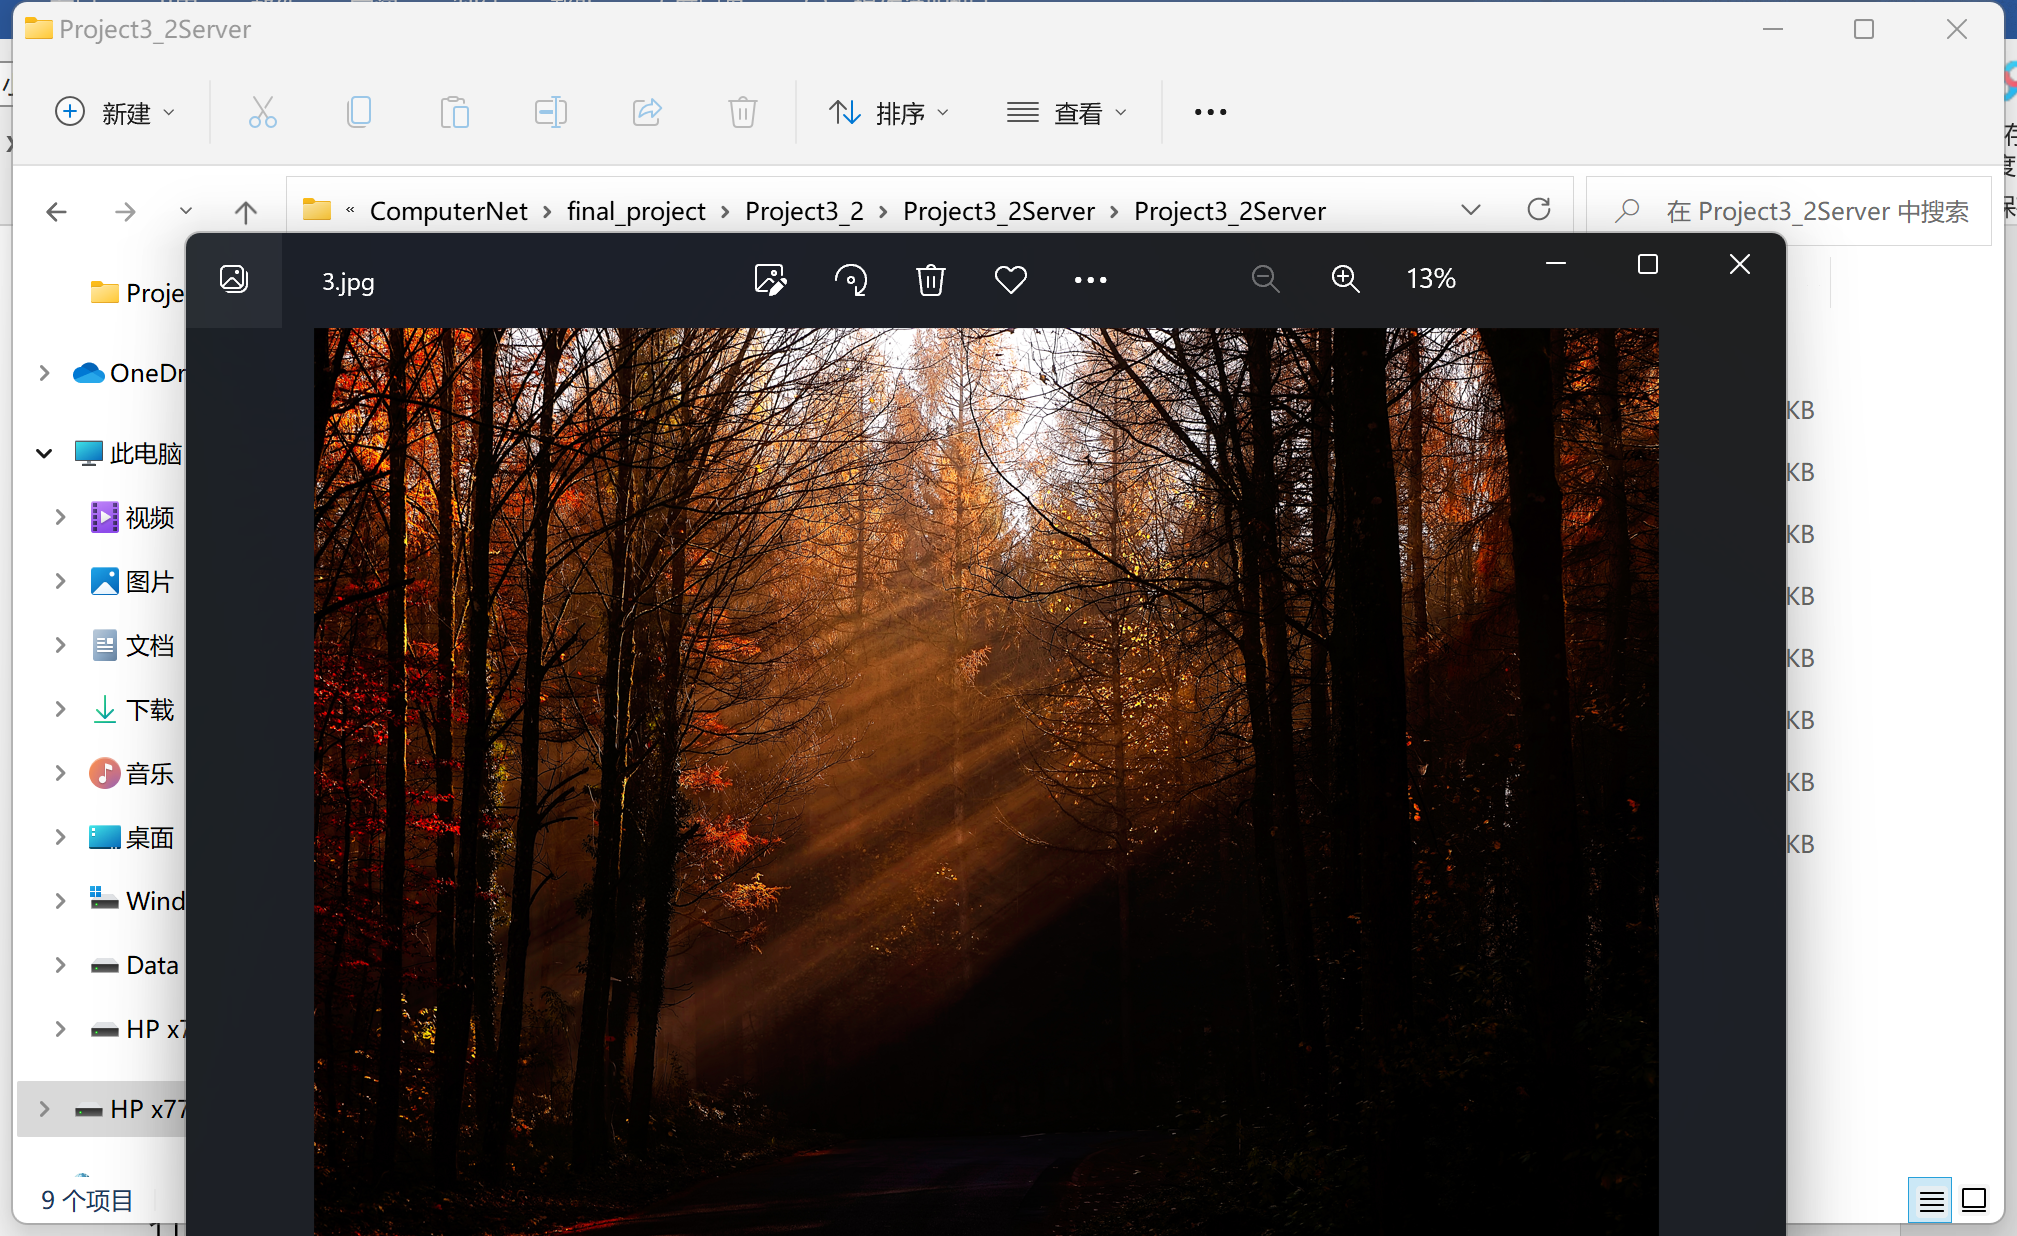 Project3_2Server
新建
排序
查看
« ComputerNet › final_project › Project3_2 › Project3_2Server › Project3_2Server
在 Project3_2Server 中搜索
3.jpg
13%
Proje
OneDr
此电脑
视频
图片
文档
下载
音乐
桌面
Wind
Data
HP x7
HP x77
KB
KB
KB
KB
KB
KB
KB
KB
9 个项目